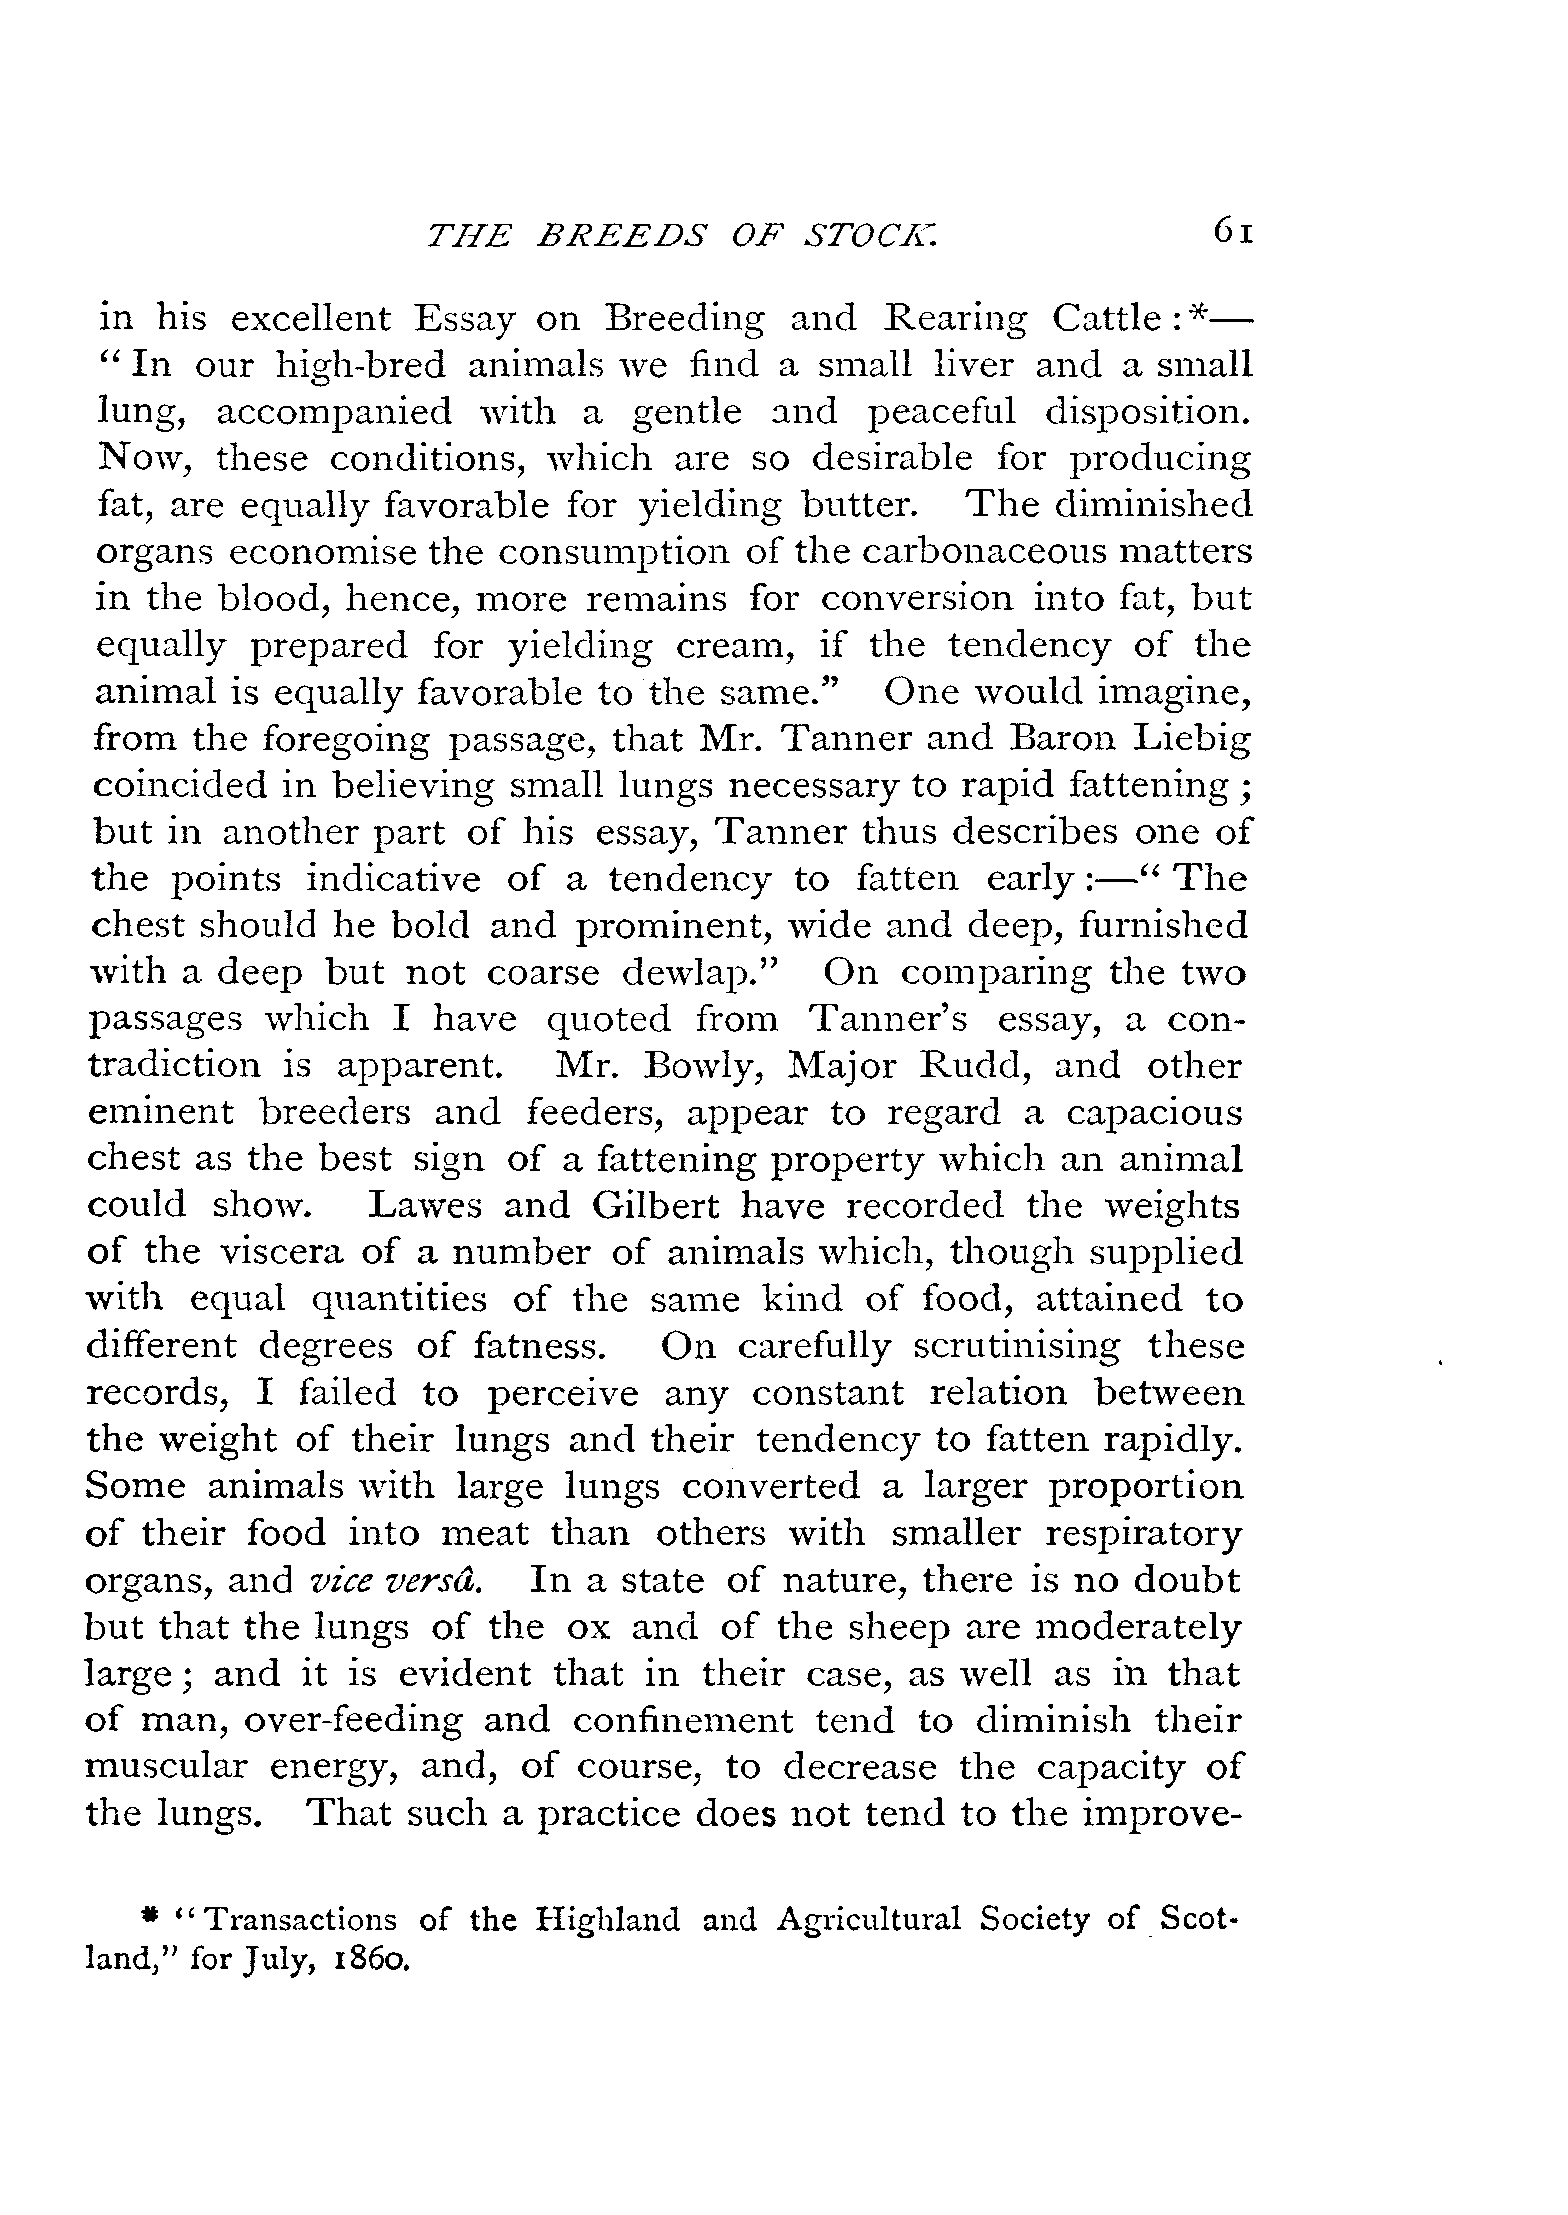 THE BREEDS OF STOCK. 61
in his excellent Essay on Breeding and Rearing Cattle:*—
“In our high-bred animals we find a small liver and a small
lung, accompanied with a gentle and peaceful disposition.
Now, these conditions, which are so desirable for producing
fat, are equally favorable for yielding butter. The diminished
organs economise the consumption of the carbonaceous matters
in the blood, hence, more remains for conversion into fat, but
equally prepared for yielding cream, if the tendency of the
animal is equally favorable to the same.” One would imagine,
from the foregoing passage, that Mr. Tanner and Baron Liebig
coincided in believing small lungs necessary to rapid fattening;
but in another part of his essay, Tanner thus describes one of
the points indicative of a tendency to fatten early:—“The
chest should he bold and prominent, wide and deep, furnished
with a deep but not coarse dewlap.” On comparing the two
passages which I have quoted from Tanner’s essay, a con-
tradiction is apparent. Mr. Bowly, Major Rudd, and other
eminent breeders and feeders, appear to regard a capacious
chest as the best sign of a fattening property which an animal
could show. Lawes and Gilbert have recorded the weights
of the viscera of a number of animals which, though supplied
with equal quantities of the same kind of food, attained to
different degrees of fatness. On carefully scrutinising these
records, I failed to perceive any constant relation between
the weight of their lungs and their tendency to fatten rapidly.
Some animals with large lungs converted a larger proportion
of their food into meat than others with smaller respiratory
organs, and vice versâ. In a state of nature, there is no doubt
but that the lungs of the ox and of the sheep are moderately
large; and it is evident that in their case, as well as in that
of man, over-feeding and confinement tend to diminish their
muscular energy, and, of course, to decrease the capacity of
the lungs. That such a practice does not tend to the improve-
* “Transactions of the Highland and Agricultural Society of Scot-
land,” for July, 1860.